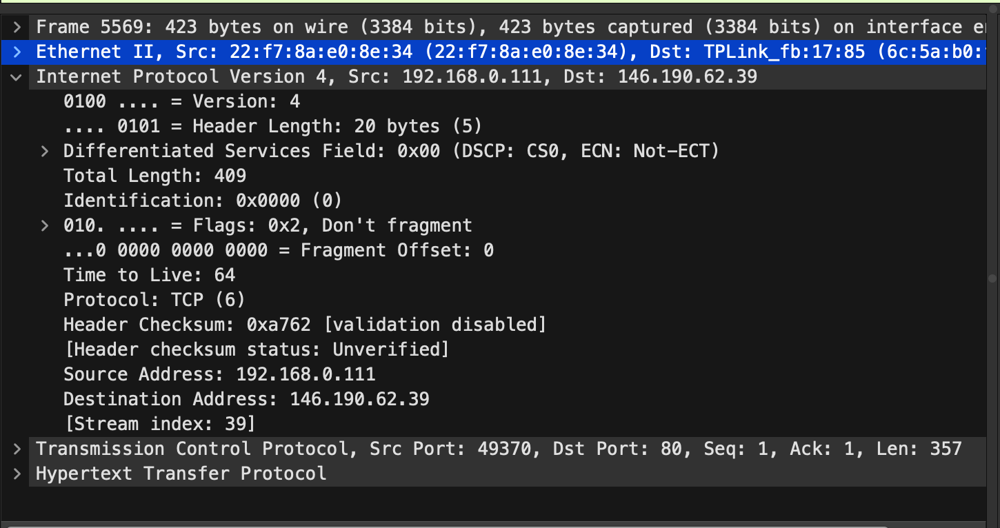 Frame 5569: 423 bytes on wire (3384 bits), 423 bytes captured (3384 bits) on interface
Ethernet II, Src: 22:f7:8a:e0:8e:34 (22:f7:8a:e0:8e:34), Dst: TPLink_fb:17:85 (6c:5a:b0:
Internet Protocol Version 4, Src: 192.168.0.111, Dst: 146.190.62.39
0100 .... = Version: 4
.... 0101 = Header Length: 20 bytes (5)
Differentiated Services Field: 0x00 (DSCP: CS0, ECN: Not-ECT)
Total Length: 409
Identification: 0x0000 (0)
010. .... = Flags: 0x2, Don't fragment
...0 0000 0000 0000 = Fragment Offset: 0
Time to Live: 64
Protocol: TCP (6)
Header Checksum: 0xa762 [validation disabled]
[Header checksum status: Unverified]
Source Address: 192.168.0.111
Destination Address: 146.190.62.39
[Stream index: 39]
Transmission Control Protocol, Src Port: 49370, Dst Port: 80, Seq: 1, Ack: 1, Len: 357
Hypertext Transfer Protocol